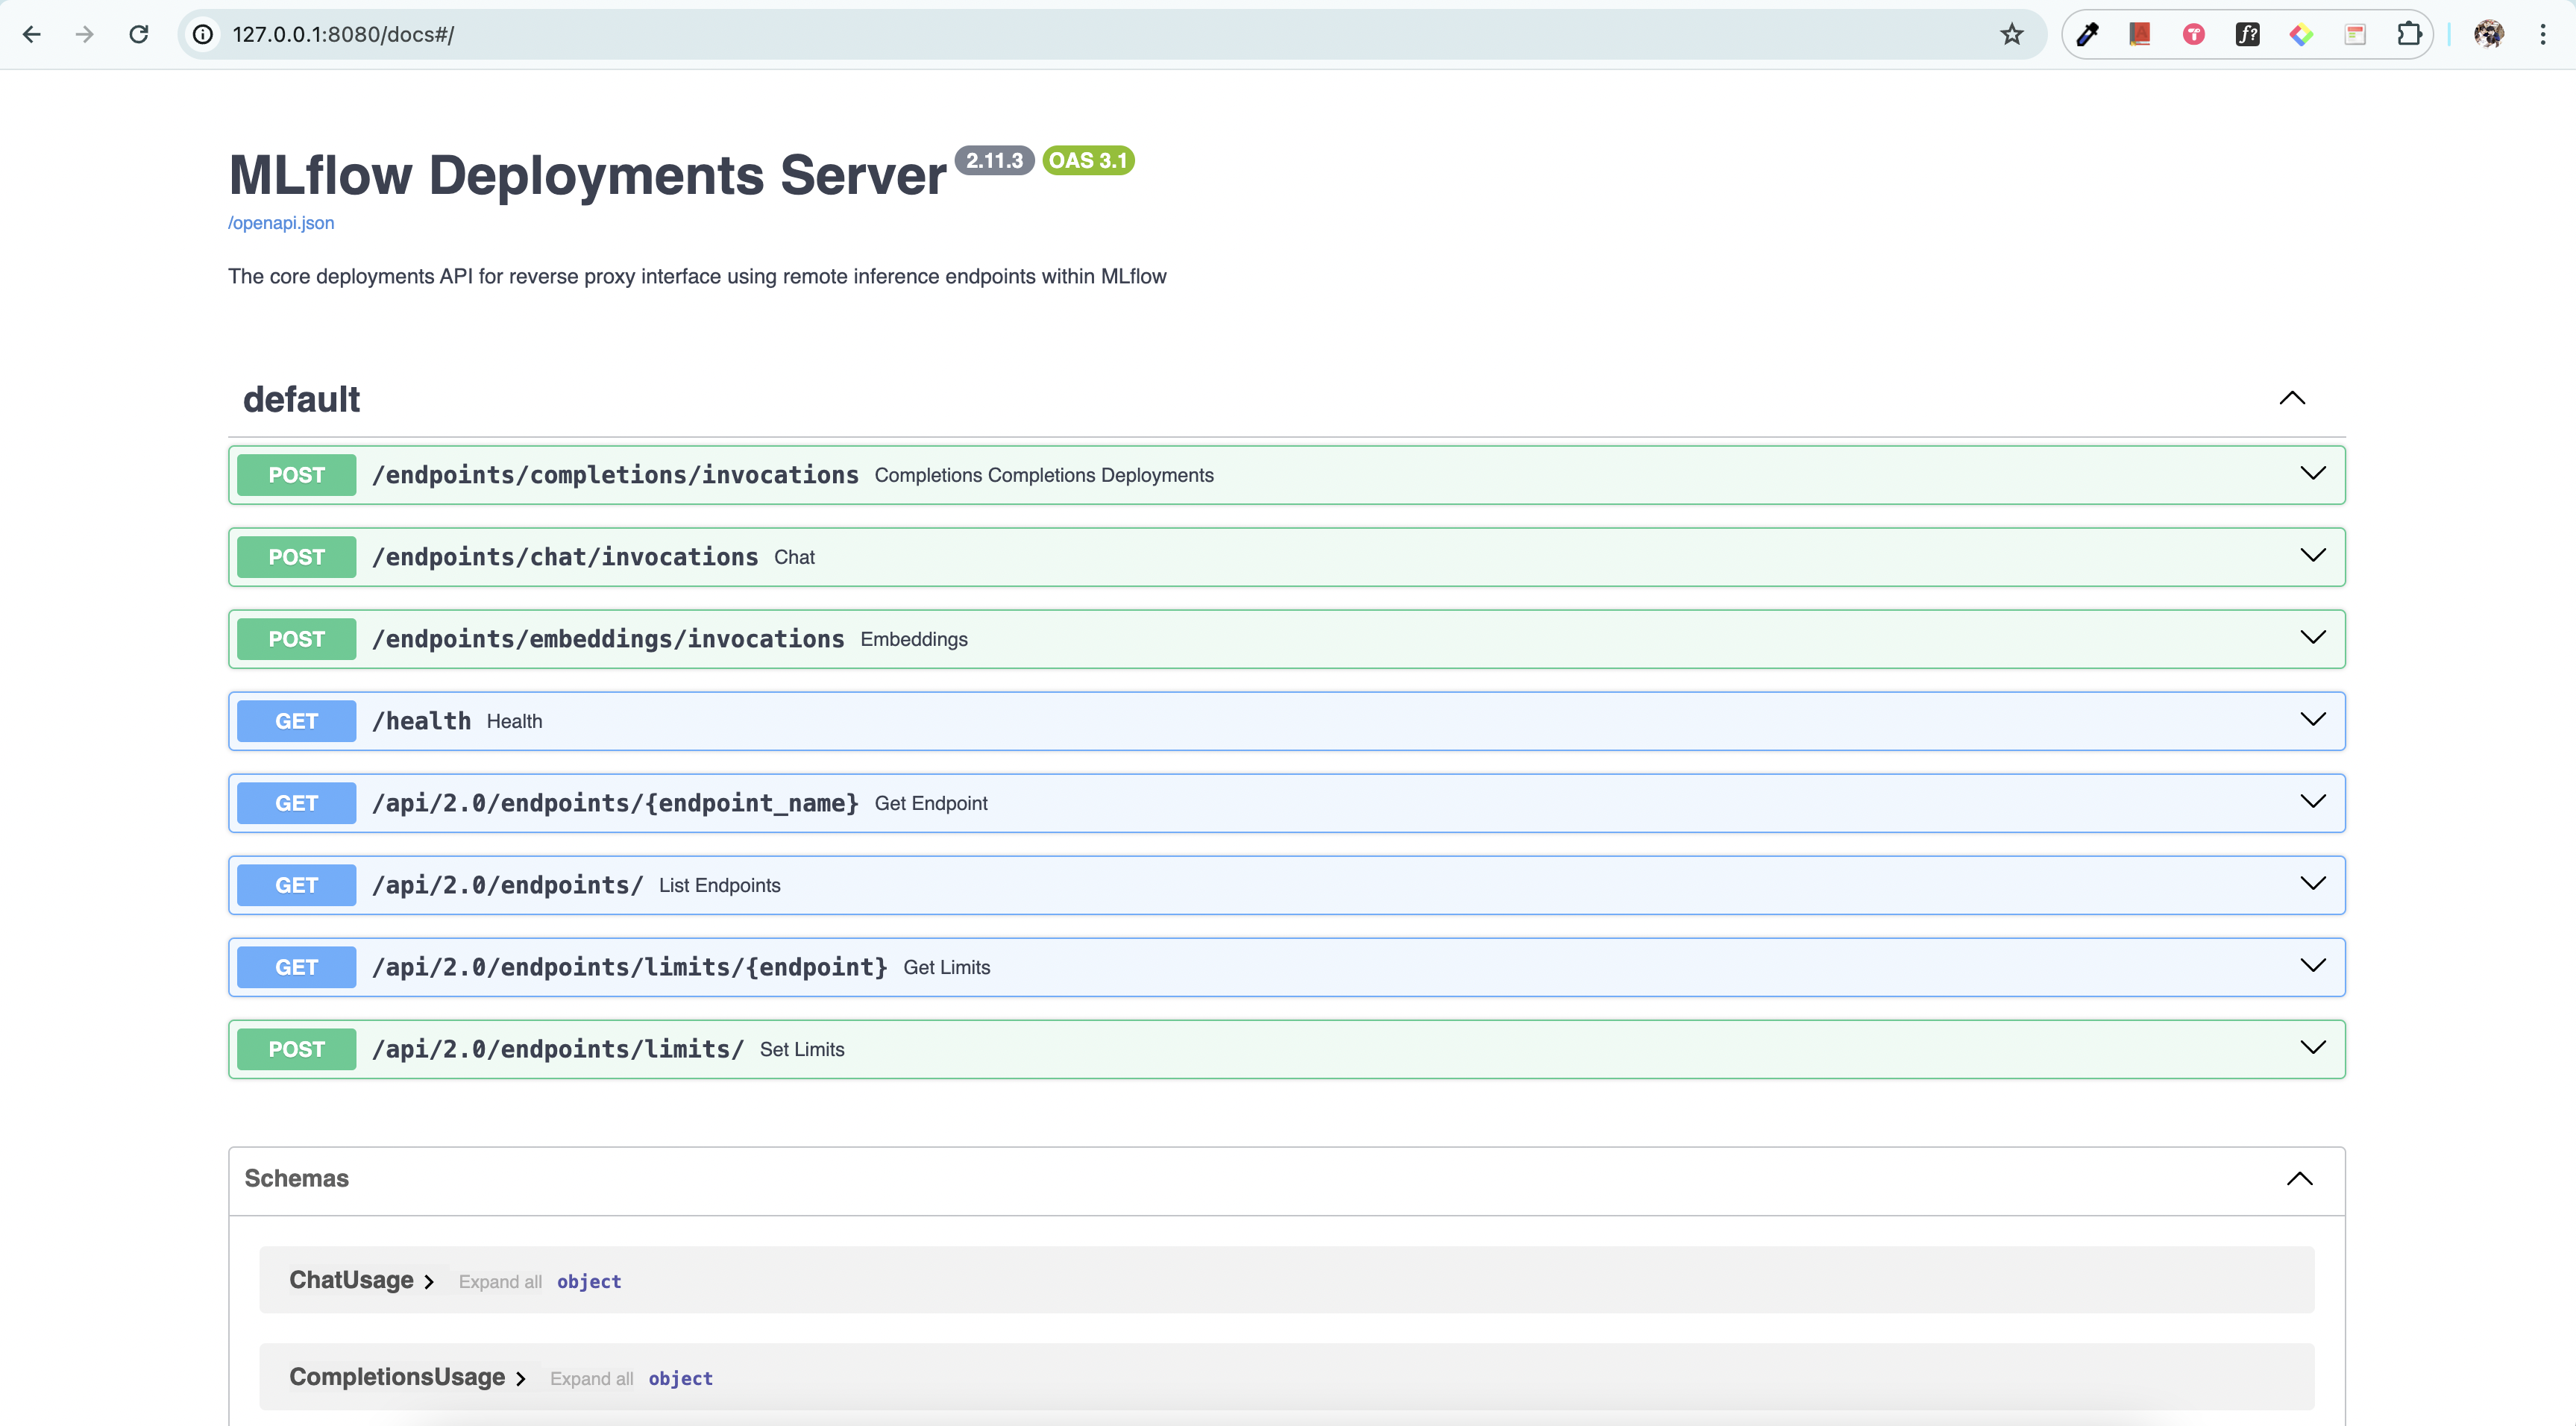 127.0.0.1:8080/docs#/
MLflow Deployments Server 2.11.3 OAS 3.1
/openapi.json
The core deployments API for reverse proxy interface using remote inference endpoints within MLflow
default
POST /endpoints/completions/invocations Completions Completions Deployments
POST /endpoints/chat/invocations Chat
POST /endpoints/embeddings/invocations Embeddings
GET /health Health
GET /api/2.0/endpoints/{endpoint_name} Get Endpoint
GET /api/2.0/endpoints/ List Endpoints
GET /api/2.0/endpoints/limits/{endpoint} Get Limits
POST /api/2.0/endpoints/limits/ Set Limits
Schemas
ChatUsage Expand all object
CompletionsUsage Expand all object